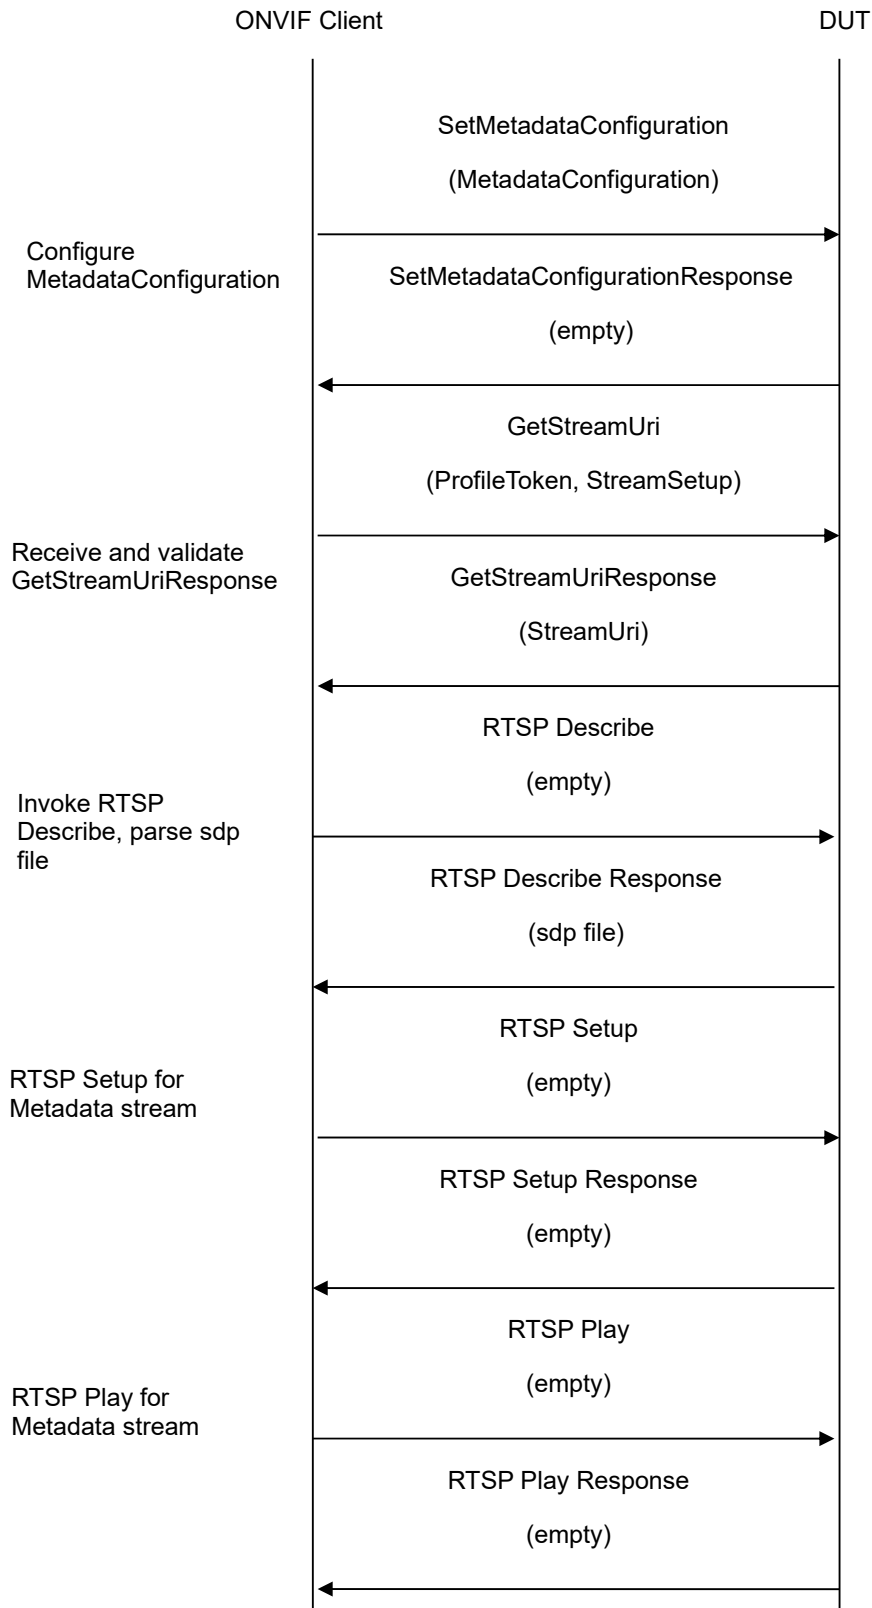 ONVIF Client
DUT
SetMetadataConfiguration
(MetadataConfiguration)
Configure
MetadataConfiguration
SetMetadataConfigurationResponse
(empty)
GetStreamUri
(ProfileToken, StreamSetup)
Receive and validate
GetStreamUriResponse
GetStreamUriResponse
(StreamUri)
RTSP Describe
(empty)
Invoke RTSP
Describe, parse sdp
file
RTSP Describe Response
(sdp file)
RTSP Setup
(empty)
RTSP Setup for
Metadata stream
RTSP Setup Response
(empty)
RTSP Play
(empty)
RTSP Play for
Metadata stream
RTSP Play Response
(empty)